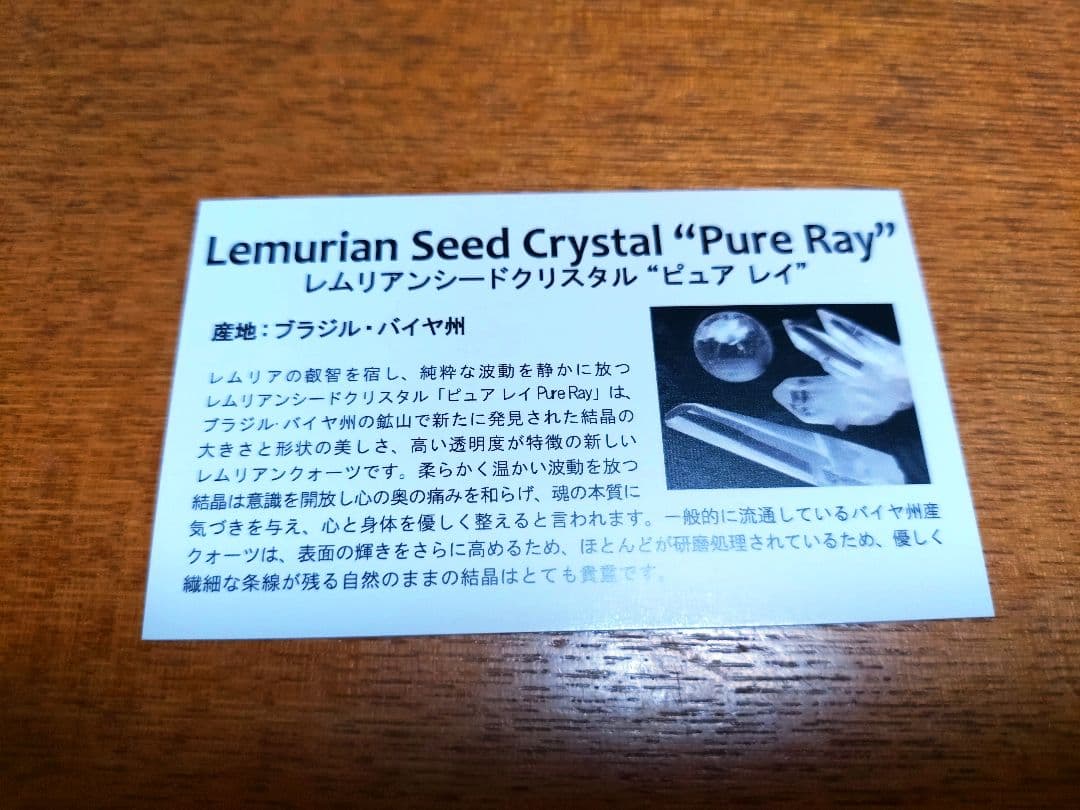 Lemurian Seed Crystal “Pure Ray”
レムリアンシードクリスタル “ピュア レイ”
産地：ブラジル・バイヤ州
レムリアの叡智を宿し、純粋な波動を静かに放つ
レムリアンシードクリスタル「ピュア レイ Pure Ray」は、
ブラジル・バイヤ州の鉱山で新たに発見された結晶の
大きさと形状の美しさ、高い透明度が特徴の新しい
レムリアンクォーツです。柔らかく温かい波動を放つ
結晶は意識を開放し心の奥の痛みを和らげ、魂の本質に
気づきを与え、心と身体を優しく整えると言われます。一般的に流通しているバイヤ州産
クォーツは、表面の輝きをさらに高めるため、ほとんどが研磨処理されているため、優しく
繊細な条線が残る自然のままの結晶はとても貴重です。